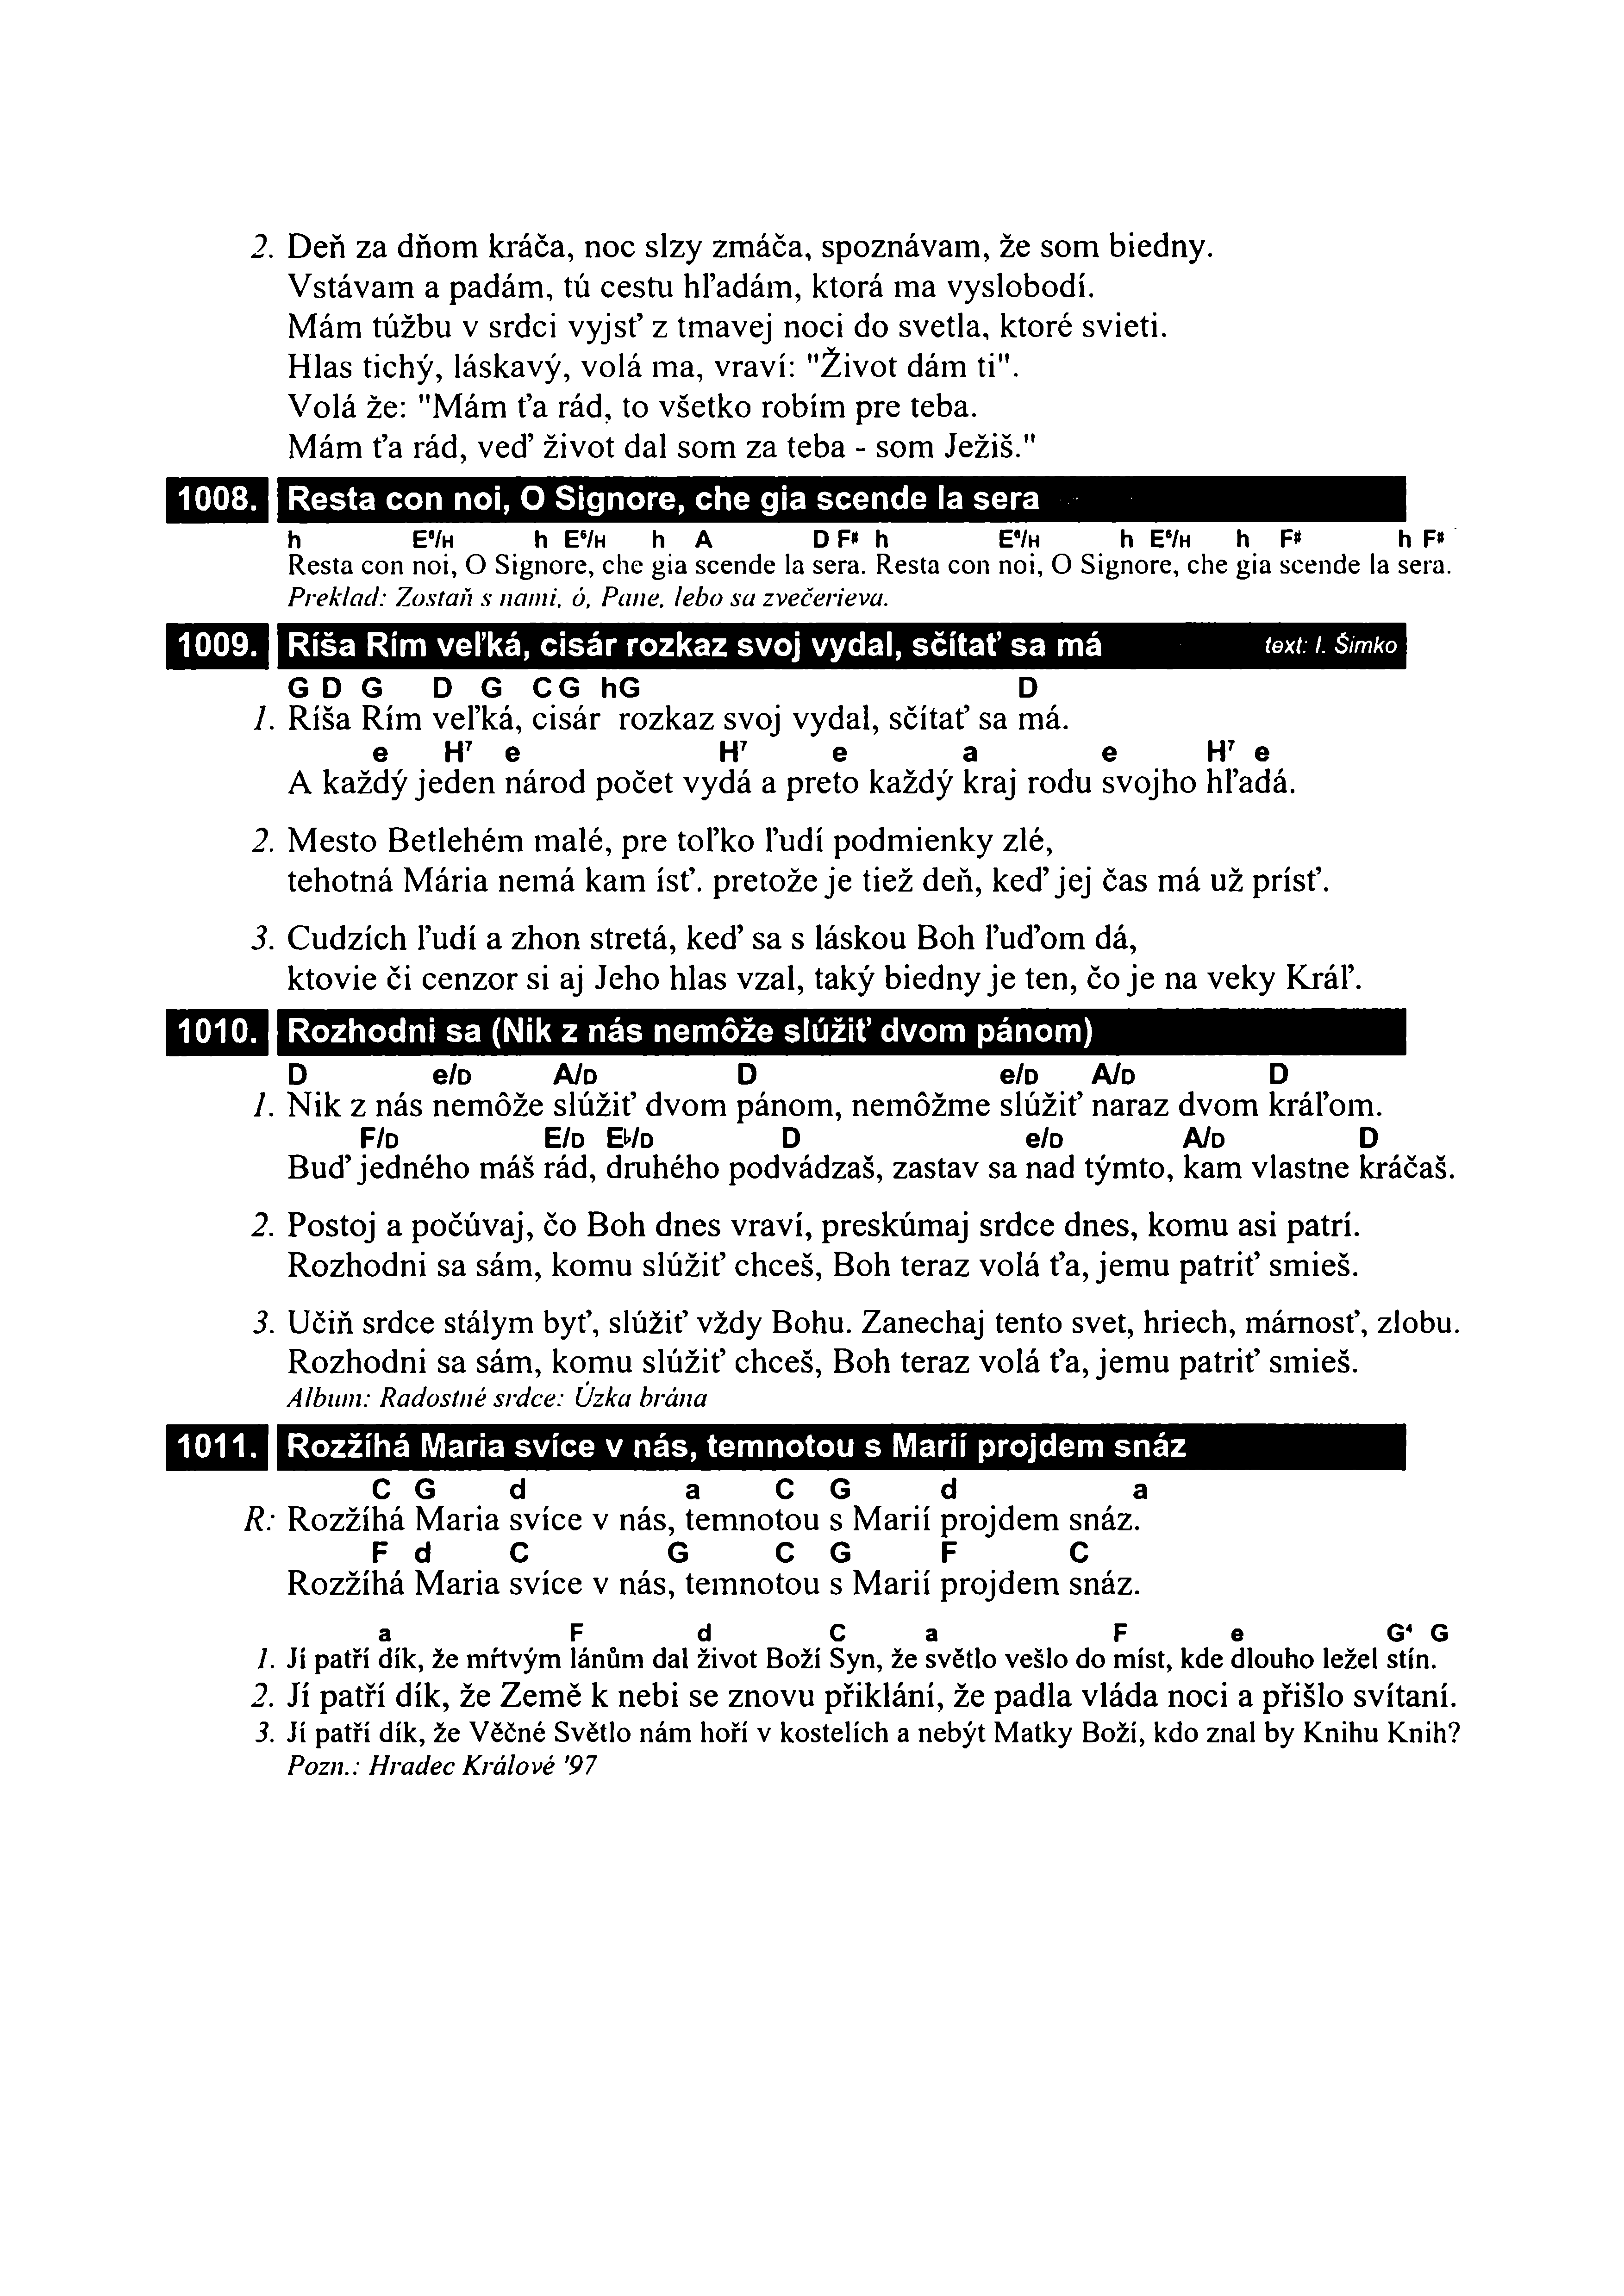 2. Deň za dňom kráča, noc slzy zmáča, spoznávam, že som biedny.
Vstávam a padám, tú cestu hľadám, ktorá ma vyslobodí.
Mám túžbu v srdci vyjsť z tmavej noci do svetla, ktoré svieti.
Hlas tichý, láskavý, volá ma, vraví: "Život dám ti".
Volá že: "Mám ťa rád, to všetko robím pre teba.
Mám ťa rád, veď život dal som za teba - som Ježiš."
1008. Resta con noi, O Signore, che gia scende la sera
h E⁶/H h E⁶/H h A D F# h E⁶/H h E⁶/H h F# h F#
Resta con noi, O Signore, che gia scende la sera. Resta con noi, O Signore, che gia scende la sera.
Preklad: Zostaň s nami, ó, Pane, lebo sa zvečerieva.
1009. Ríša Rím veľká, cisár rozkaz svoj vydal, sčítať sa má text: I. Šimko
G D G D G C G h G D
1. Ríša Rím veľká, cisár rozkaz svoj vydal, sčítať sa má.
e H⁷ e H⁷ e a e H⁷ e
A každý jeden národ počet vydá a preto každý kraj rodu svojho hľadá.
2. Mesto Betlehém malé, pre toľko ľudí podmienky zlé,
tehotná Mária nemá kam ísť. pretože je tiež deň, keď jej čas má už prísť.
3. Cudzích ľudí a zhon stretá, keď sa s láskou Boh ľuďom dá,
ktovie či cenzor si aj Jeho hlas vzal, taký biedny je ten, čo je na veky Kráľ.
1010. Rozhodni sa (Nik z nás nemôže slúžiť dvom pánom)
D e/D A/D D e/D A/D D
1. Nik z nás nemôže slúžiť dvom pánom, nemôžme slúžiť naraz dvom kráľom.
F/D E/D E♭/D D e/D A/D D
Buď jedného máš rád, druhého podvádzaš, zastav sa nad týmto, kam vlastne kráčaš.
2. Postoj a počúvaj, čo Boh dnes vraví, preskúmaj srdce dnes, komu asi patrí.
Rozhodni sa sám, komu slúžiť chceš, Boh teraz volá ťa, jemu patriť smieš.
3. Učiň srdce stálym byť, slúžiť vždy Bohu. Zanechaj tento svet, hriech, márnosť, zlobu.
Rozhodni sa sám, komu slúžiť chceš, Boh teraz volá ťa, jemu patriť smieš.
Album: Radostné srdce: Úzka brána
1011. Rozžíhá Maria svíce v nás, temnotou s Marií projdem snáz
C G d a C G d a
R: Rozžíhá Maria svíce v nás, temnotou s Marií projdem snáz.
F d C G C G F C
Rozžíhá Maria svíce v nás, temnotou s Marií projdem snáz.
a F d C a F e G⁴ G
1. Jí patří dík, že mŕtvým lánům dal život Boží Syn, že světlo vešlo do míst, kde dlouho ležel stín.
2. Jí patří dík, že Země k nebi se znovu přiklání, že padla vláda noci a přišlo svítaní.
3. Jí patří dík, že Věčné Světlo nám hoří v kostelích a nebýt Matky Boží, kdo znal by Knihu Knih?
Pozn.: Hradec Králové '97